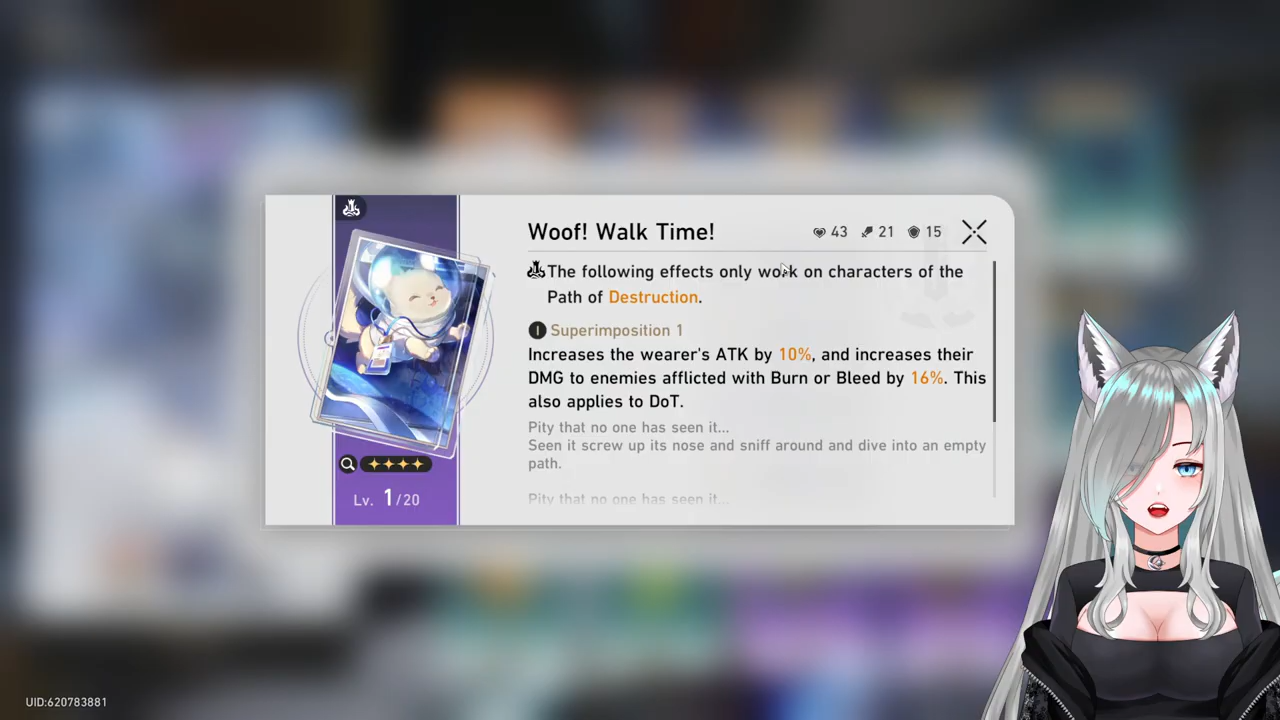 Woof! Walk Time!
43 21 15
The following effects only work on characters of the
Path of Destruction.
Superimposition 1
Increases the wearer's ATK by 10%, and increases their
DMG to enemies afflicted with Burn or Bleed by 16%. This
also applies to DoT.
Pity that no one has seen it...
Seen it screw up its nose and sniff around and dive into an empty
path.
Pity that no one has seen it...
Lv. 1/20
UID:620783881